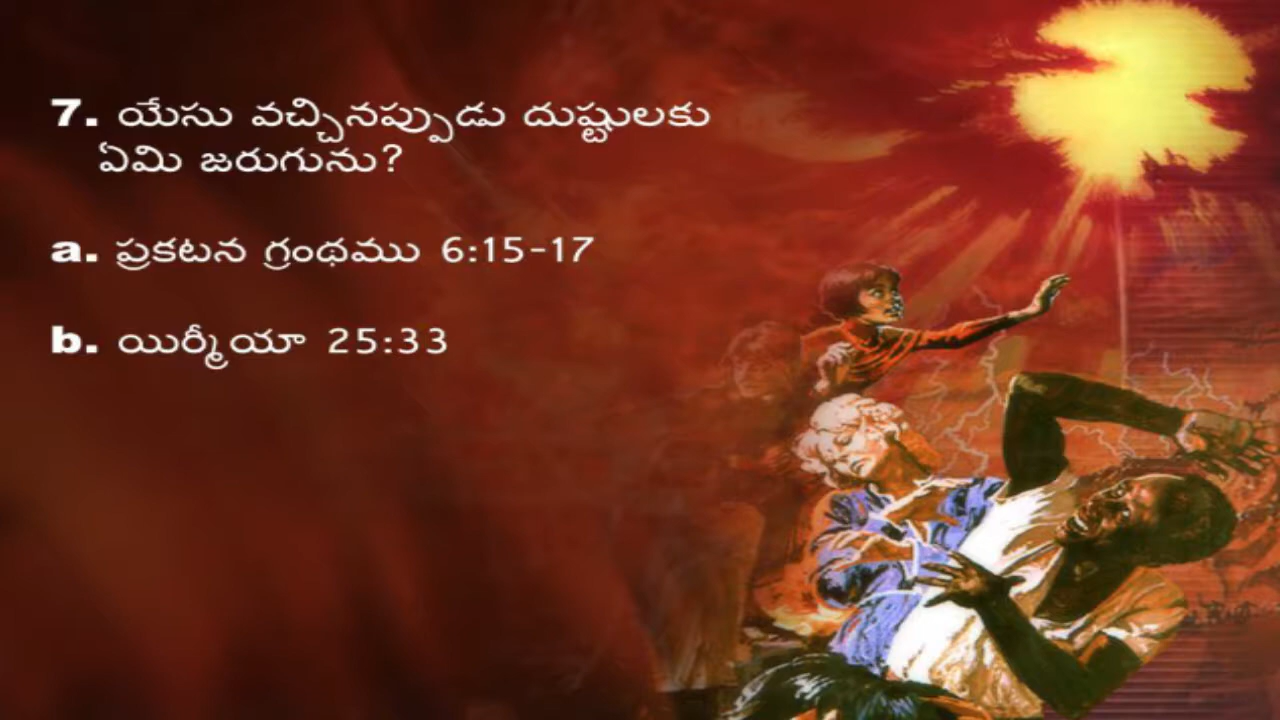 7. యేసు వచ్చినప్పుడు దుష్టులకు
ఏమి జరుగును?
a. ప్రకటన గ్రంథము 6:15-17
b. యిర్మీయా 25:33